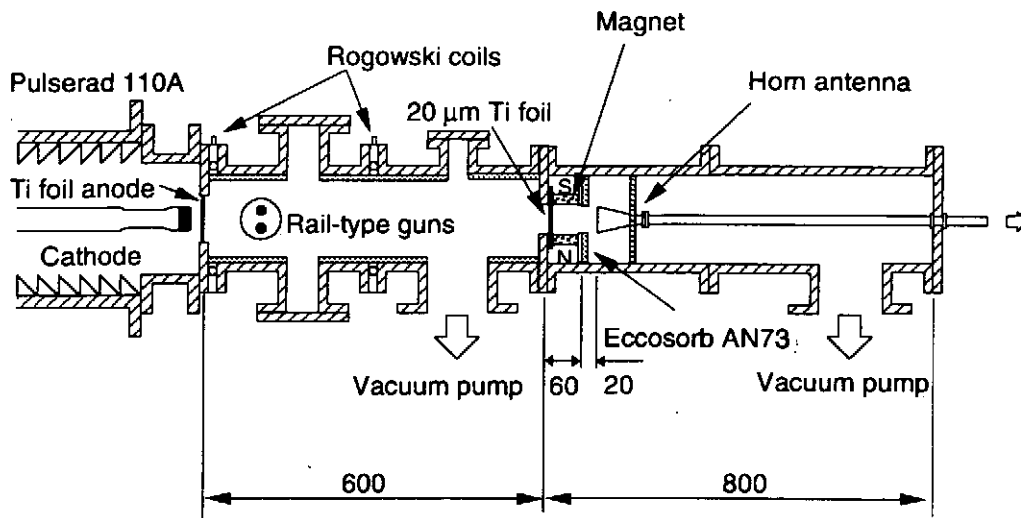 Magnet
Rogowski coils
Horn antenna
Pulserad 110A
20 µm Ti foil
Ti foil anode
S
Rail-type guns
Cathode
N
Eccosorb AN73
Vacuum pump
60
20
Vacuum pump
600
800